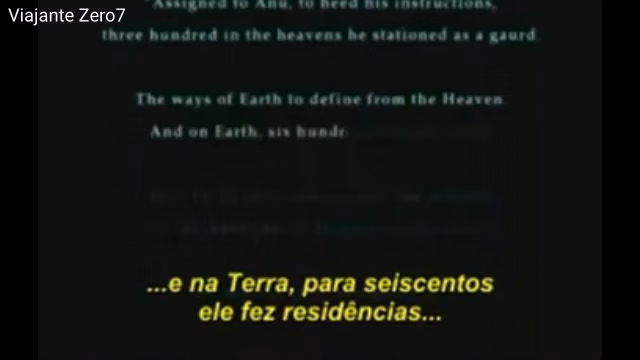 Viajante Zero7
"Assigned to Anu, to heed his instructions,
three hundred in the heavens he stationed as a gaurd
The ways of Earth to define from the Heaven
And on Earth, six hundr
...e na Terra, para seiscentos
ele fez residências...